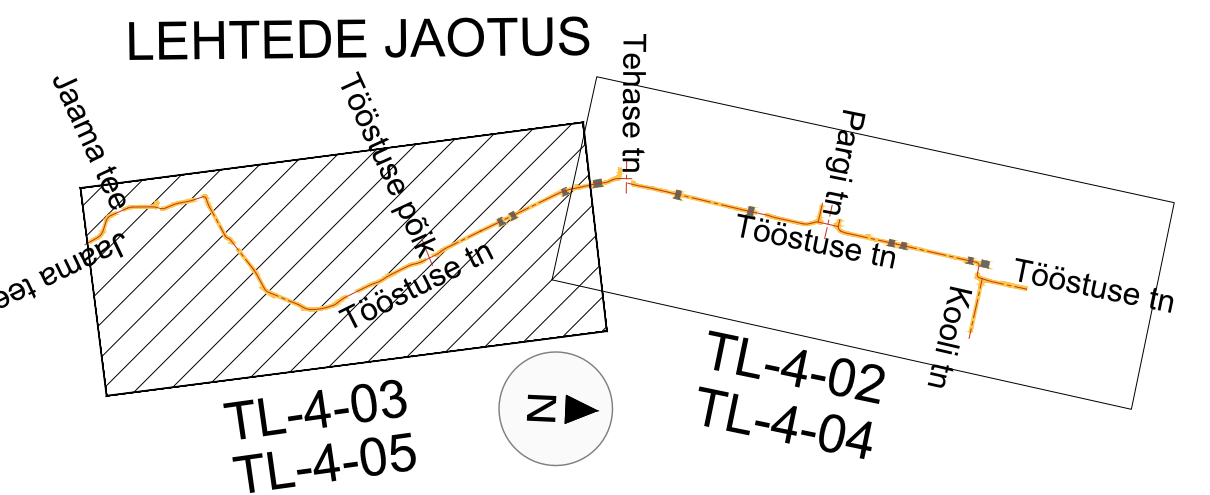 LEHTEDE JAOTUS
Jaama tee
Tööstuse põik
Tehase tn
Pargi tn
Jaama tee
Tööstuse tn
Tööstuse tn
Tööstuse tn
Kooli tn
TL-4-03
TL-4-05
N
TL-4-02
TL-4-04